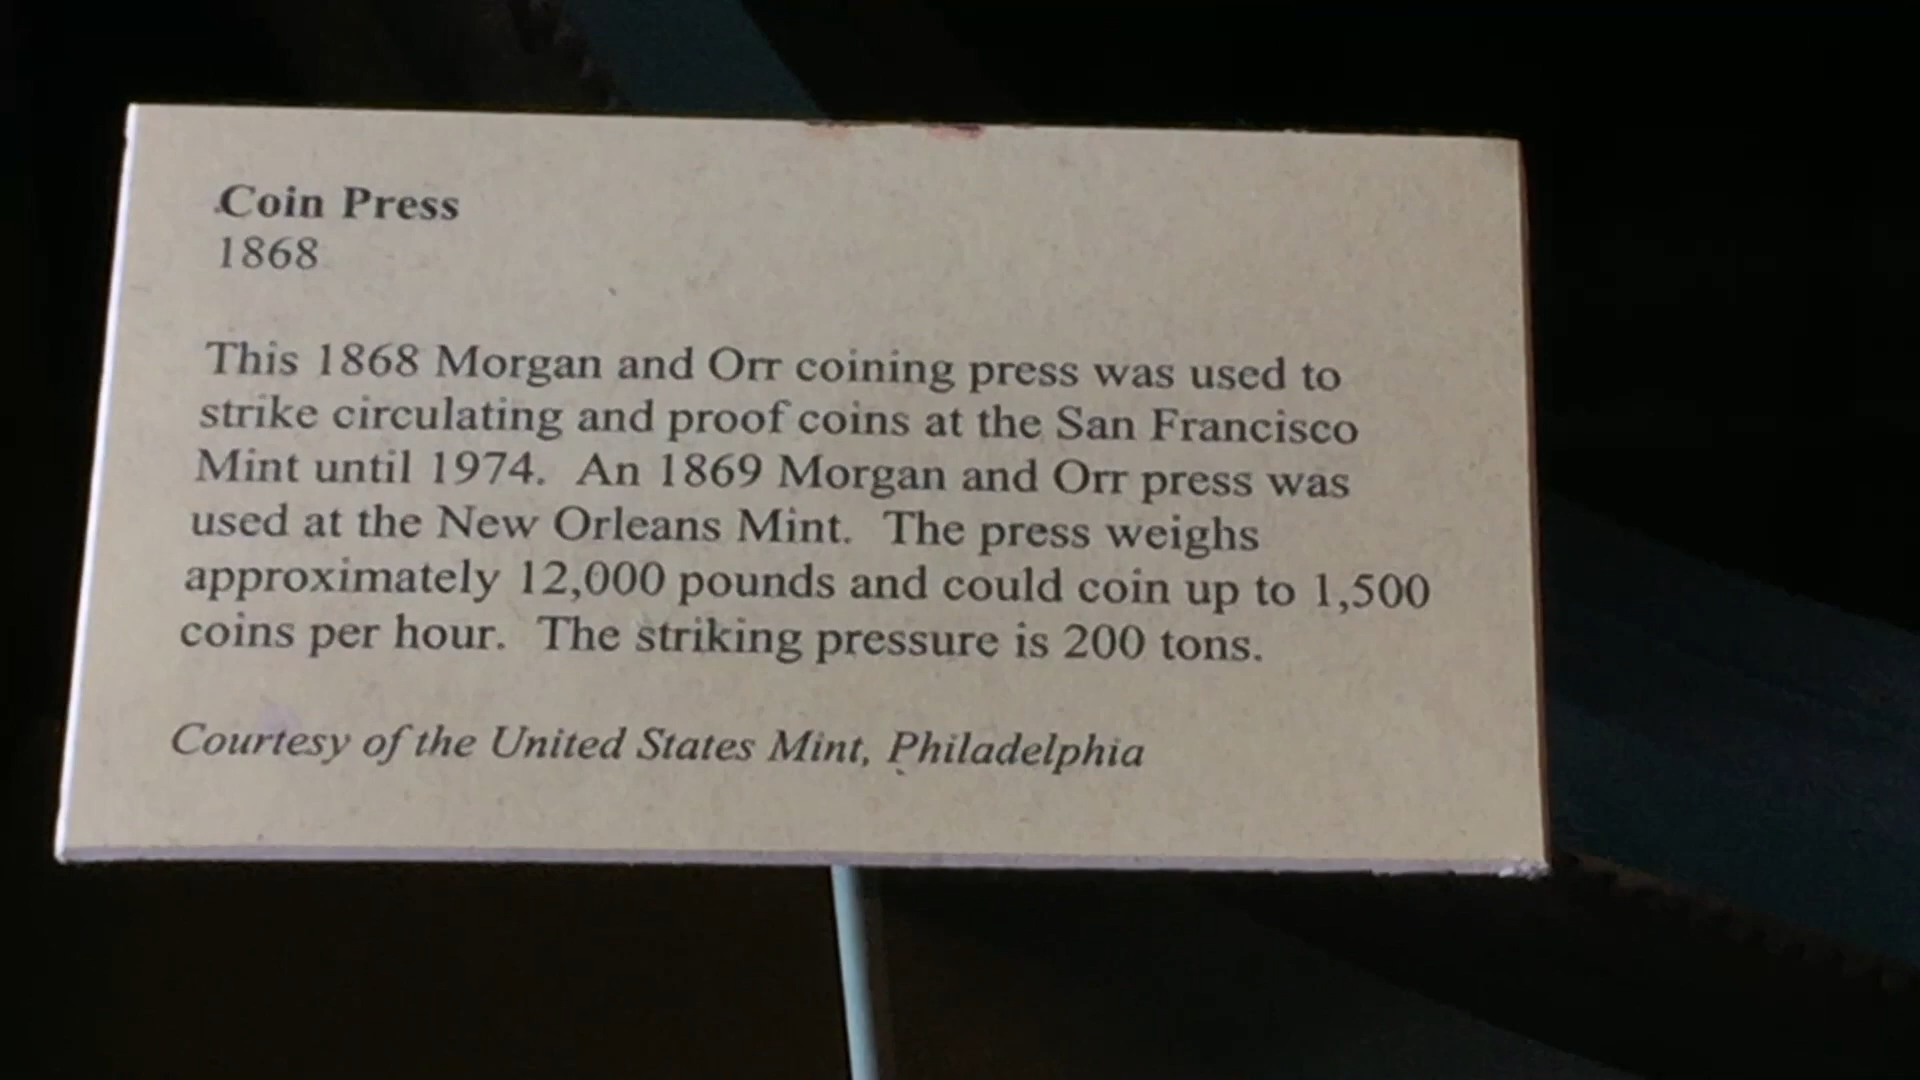 Coin Press
1868
This 1868 Morgan and Orr coining press was used to
strike circulating and proof coins at the San Francisco
Mint until 1974. An 1869 Morgan and Orr press was
used at the New Orleans Mint. The press weighs
approximately 12,000 pounds and could coin up to 1,500
coins per hour. The striking pressure is 200 tons.
Courtesy of the United States Mint, Philadelphia